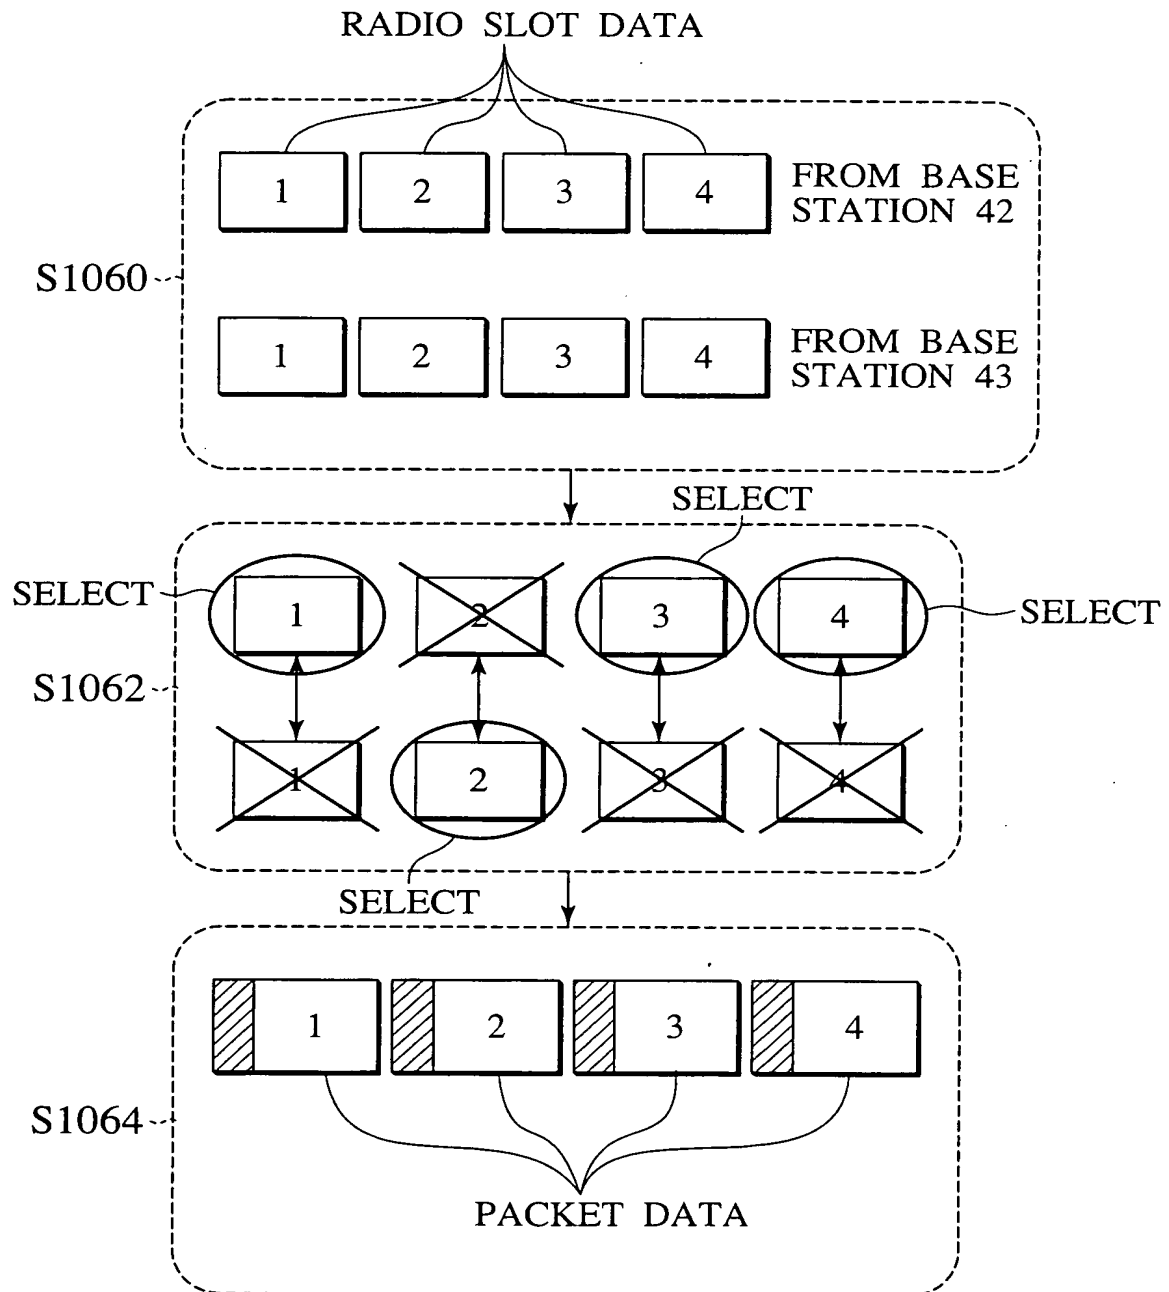 RADIO SLOT DATA
1 2 3 4 FROM BASE
STATION 42
S1060
1 2 3 4 FROM BASE
STATION 43
SELECT
SELECT 1 2 3 4 SELECT
S1062
1 2 3 4
SELECT
1 2 3 4
S1064
PACKET DATA